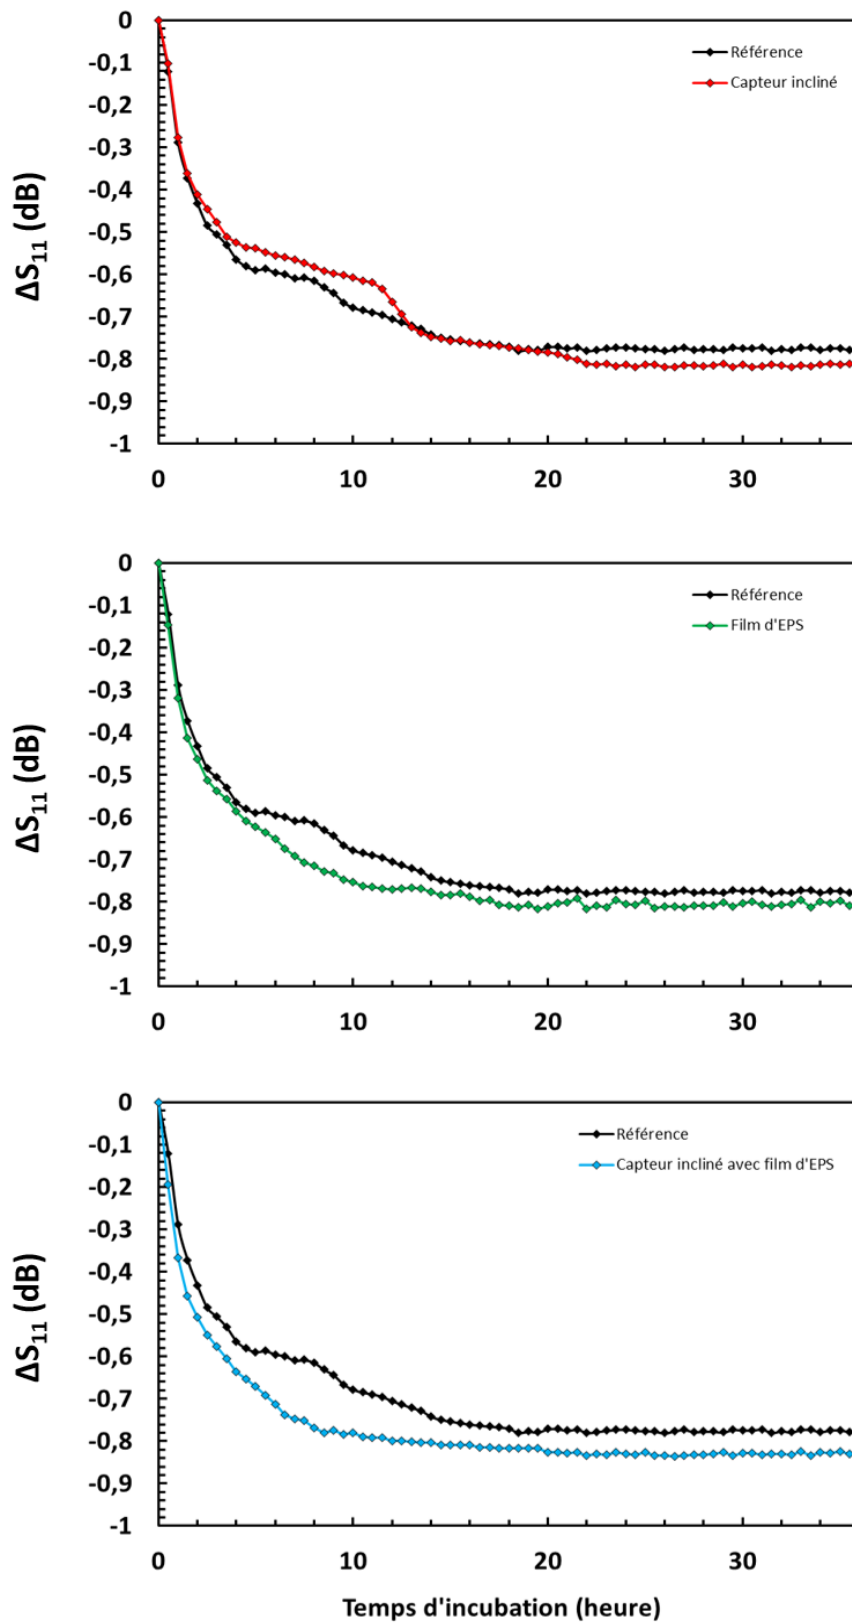 0
-0,1
-0,2
-0,3
-0,4
-0,5
-0,6
-0,7
-0,8
-0,9
-1
ΔS11 (dB)
Référence
Capteur incliné
0 10 20 30
0
-0,1
-0,2
-0,3
-0,4
-0,5
-0,6
-0,7
-0,8
-0,9
-1
ΔS11 (dB)
Référence
Film d'EPS
0 10 20 30
0
-0,1
-0,2
-0,3
-0,4
-0,5
-0,6
-0,7
-0,8
-0,9
-1
ΔS11 (dB)
Référence
Capteur incliné avec film d'EPS
0 10 20 30
Temps d'incubation (heure)